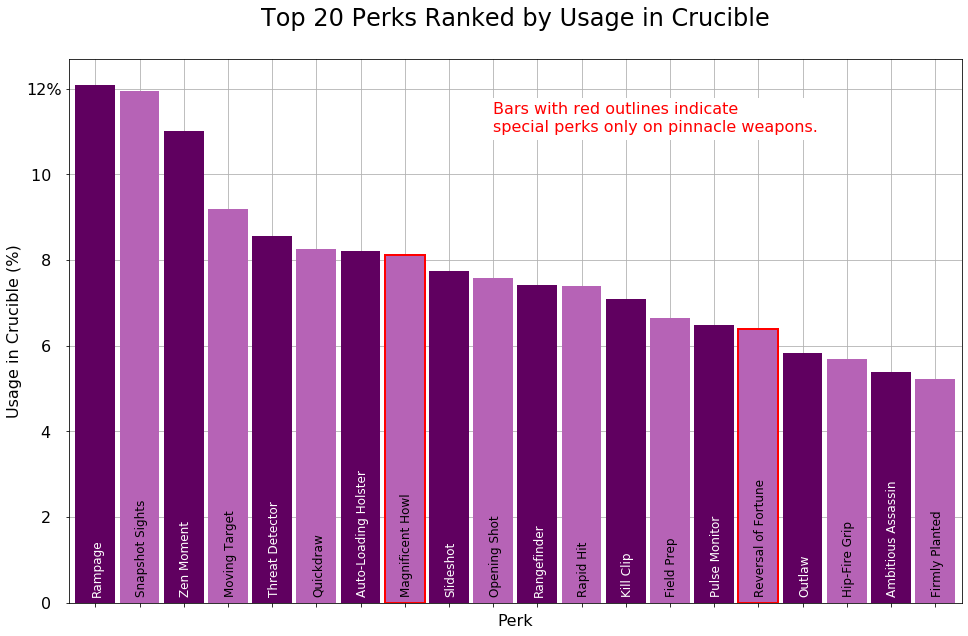 Top 20 Perks Ranked by Usage in Crucible
Bars with red outlines indicate
special perks only on pinnacle weapons.
Usage in Crucible (%)
12%
10
8
6
4
2
0
Rampage
Snapshot Sights
Zen Moment
Moving Target
Threat Detector
Quickdraw
Auto-Loading Holster
Magnificent Howl
Slideshot
Opening Shot
Rangefinder
Rapid Hit
Kill Clip
Field Prep
Pulse Monitor
Reversal of Fortune
Outlaw
Hip-Fire Grip
Ambitious Assassin
Firmly Planted
Perk